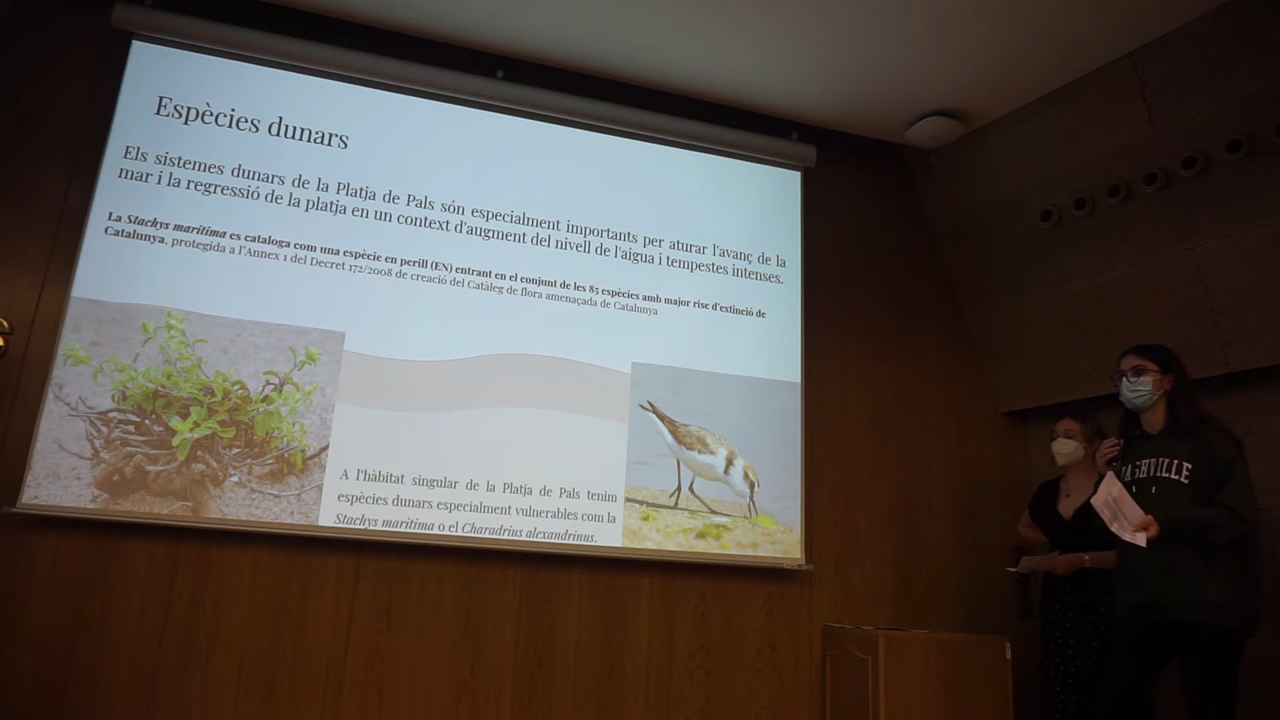 Espècies dunars
Els sistemes dunars de la Platja de Pals són especialment importants per aturar l'avanç de la
mar i la regressió de la platja en un context d'augment del nivell de l'aigua i tempestes intenses.
La Stachys maritima es cataloga com una espècie en perill (EN) entrant en el conjunt de les 85 espècies amb major risc d'extinció de
Catalunya, protegida a l'Annex 1 del Decret 172/2008 de creació del Catàleg de flora amenaçada de Catalunya
A l'hàbitat singular de la Platja de Pals tenim
espècies dunars especialment vulnerables com la
Stachys maritima o el Charadrius alexandrinus.
NASHVILLE